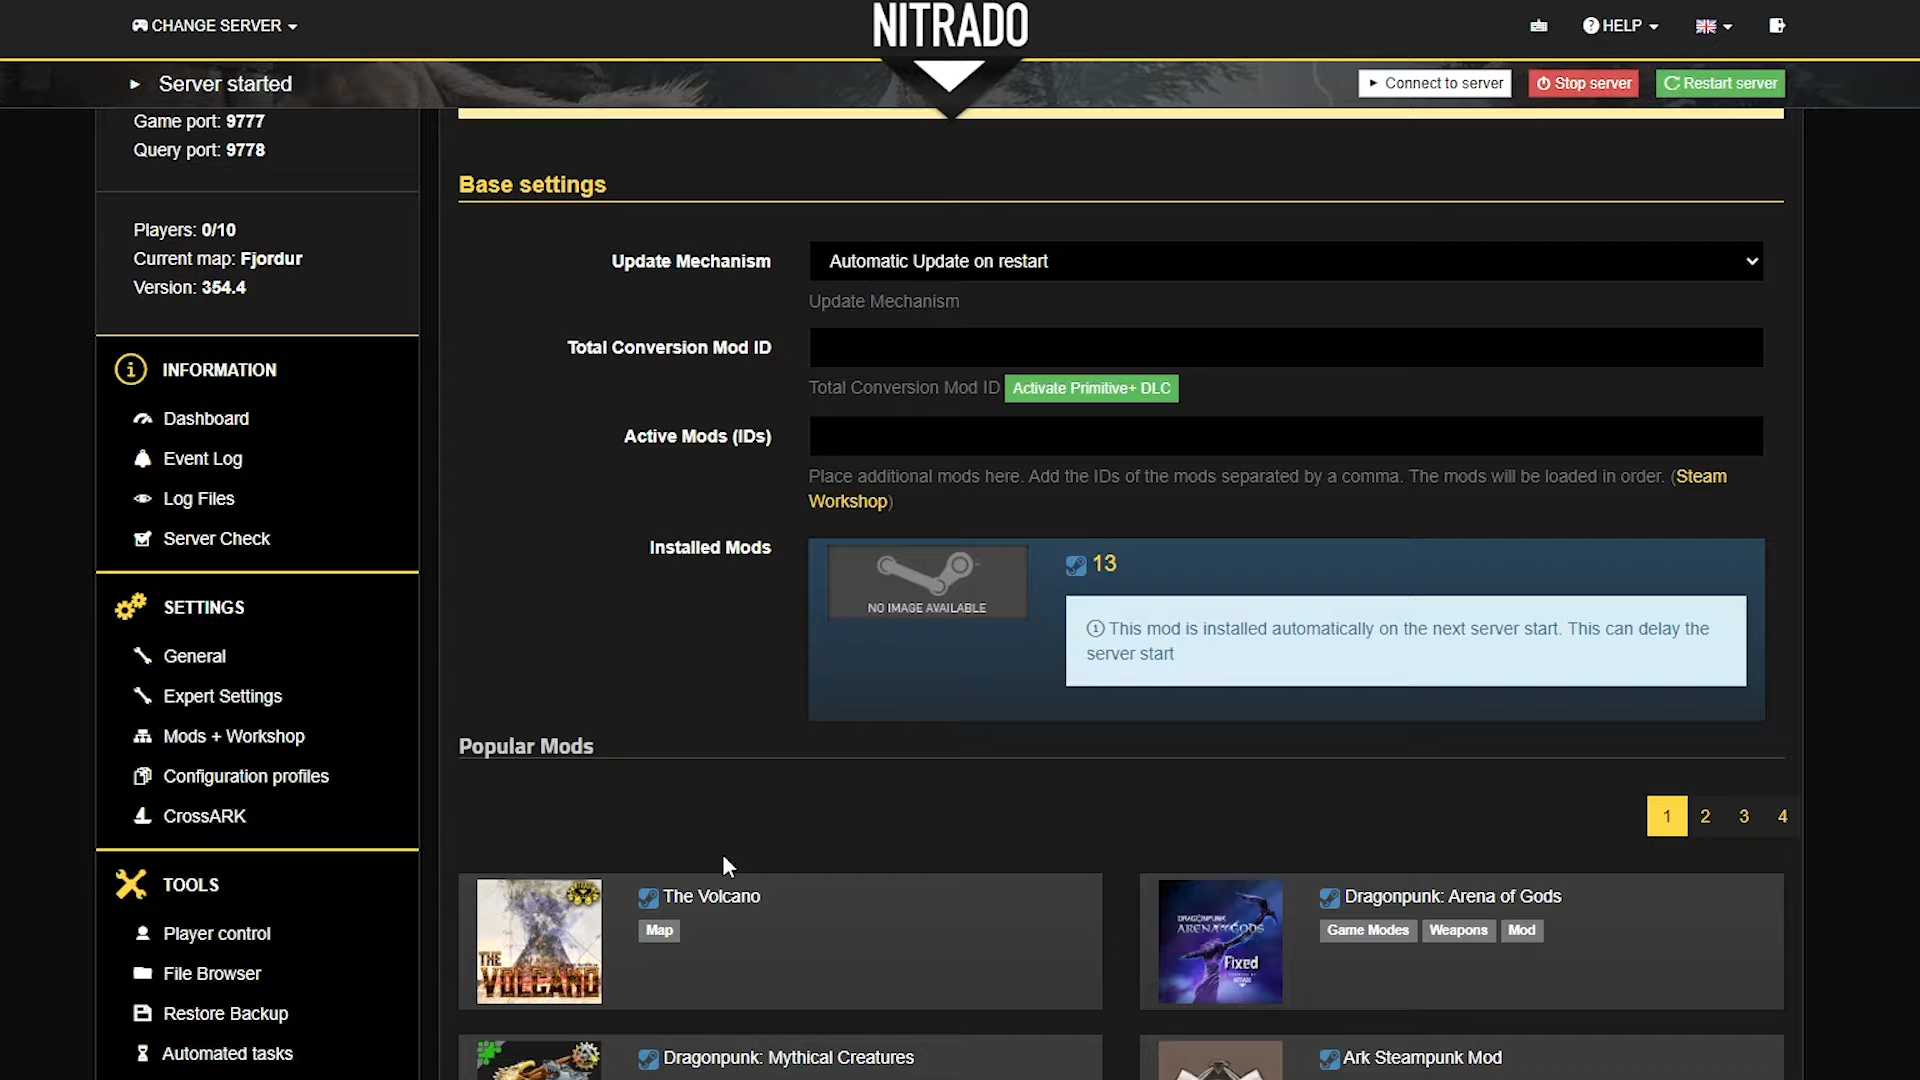 CHANGE SERVER
NITRADO
HELP
Server started
Connect to server
Stop server
Restart server
Game port: 9777
Query port: 9778
Players: 0/10
Current map: Fjordur
Version: 354.4
INFORMATION
Dashboard
Event Log
Log Files
Server Check
SETTINGS
General
Expert Settings
Mods + Workshop
Configuration profiles
CrossARK
TOOLS
Player control
File Browser
Restore Backup
Automated tasks
Base settings
Update Mechanism
Automatic Update on restart
Update Mechanism
Total Conversion Mod ID
Total Conversion Mod ID Activate Primitive+ DLC
Active Mods (IDs)
Place additional mods here. Add the IDs of the mods separated by a comma. The mods will be loaded in order. (Steam
Workshop)
Installed Mods
NO IMAGE AVAILABLE
13
This mod is installed automatically on the next server start. This can delay the
server start
Popular Mods
1 2 3 4
THE
VOLCANO
The Volcano
Map
DRAGONPUNK
ARENA OF GODS
Fixed
Dragonpunk: Arena of Gods
Game Modes Weapons Mod
Dragonpunk: Mythical Creatures
Ark Steampunk Mod